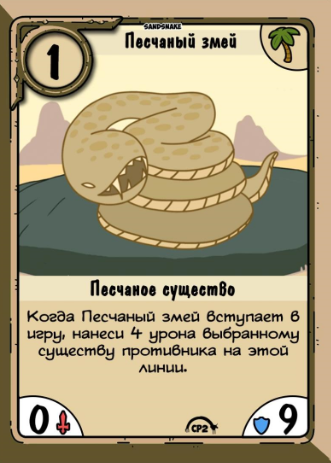 SANDSNAKE
1
Песчаный змей
Песчаное существо
Когда Песчаный змей вступает в
игру, нанеси 4 урона выбранному
существу противника на этой
линии.
0
CP2
9